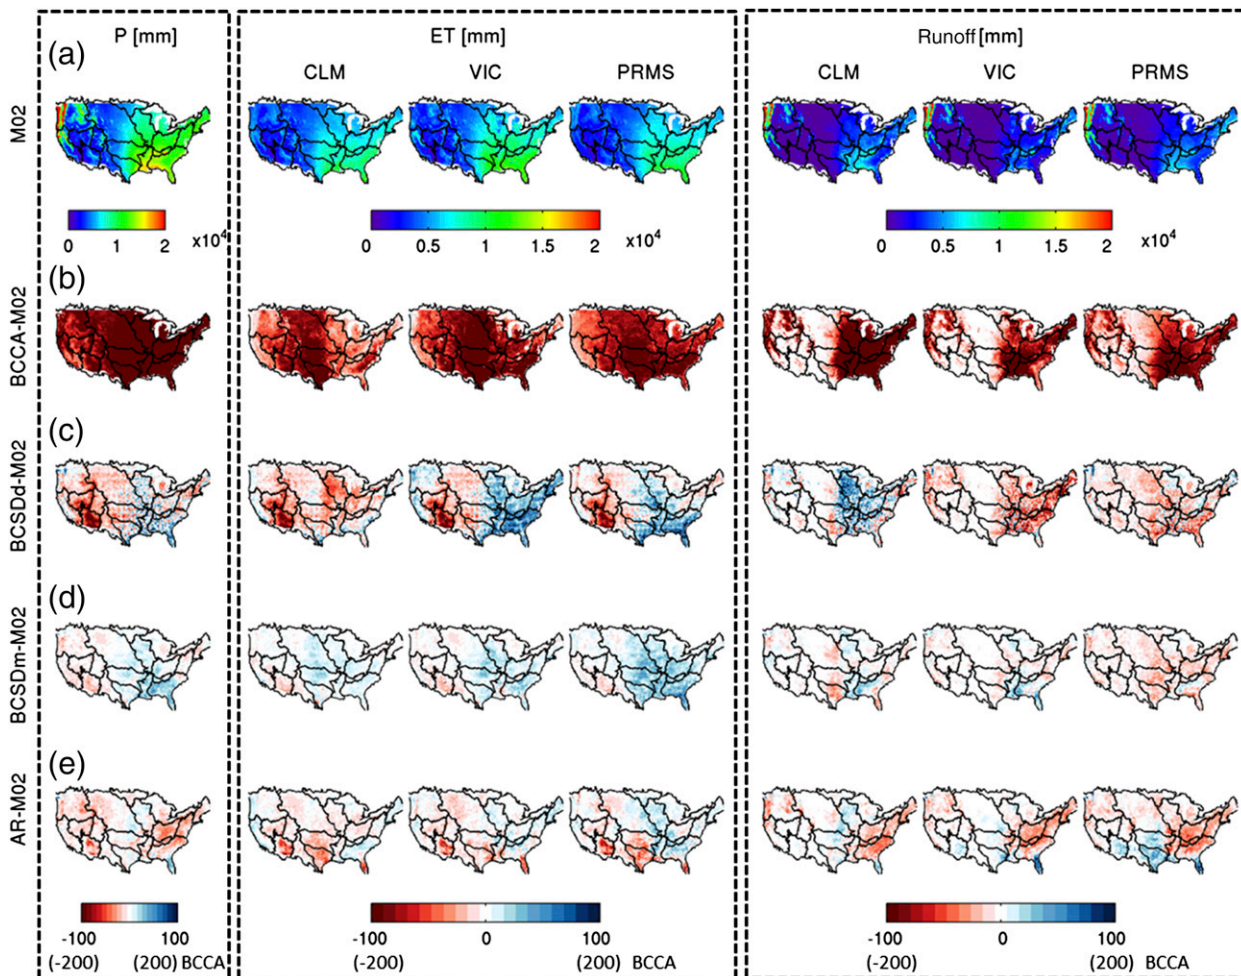 P [mm]
ET [mm]
Runoff [mm]
(a)
CLM
VIC
PRMS
CLM
VIC
PRMS
M02
0
1
2
x10⁴
0
0.5
1
1.5
2
x10⁴
0
0.5
1
1.5
2
x10⁴
(b)
BCCA-M02
(c)
BCSDd-M02
(d)
BCSDm-M02
(e)
AR-M02
-100
100
-100
0
100
-100
0
100
(-200)
(200) BCCA
(-200)
(200) BCCA
(-200)
(200) BCCA